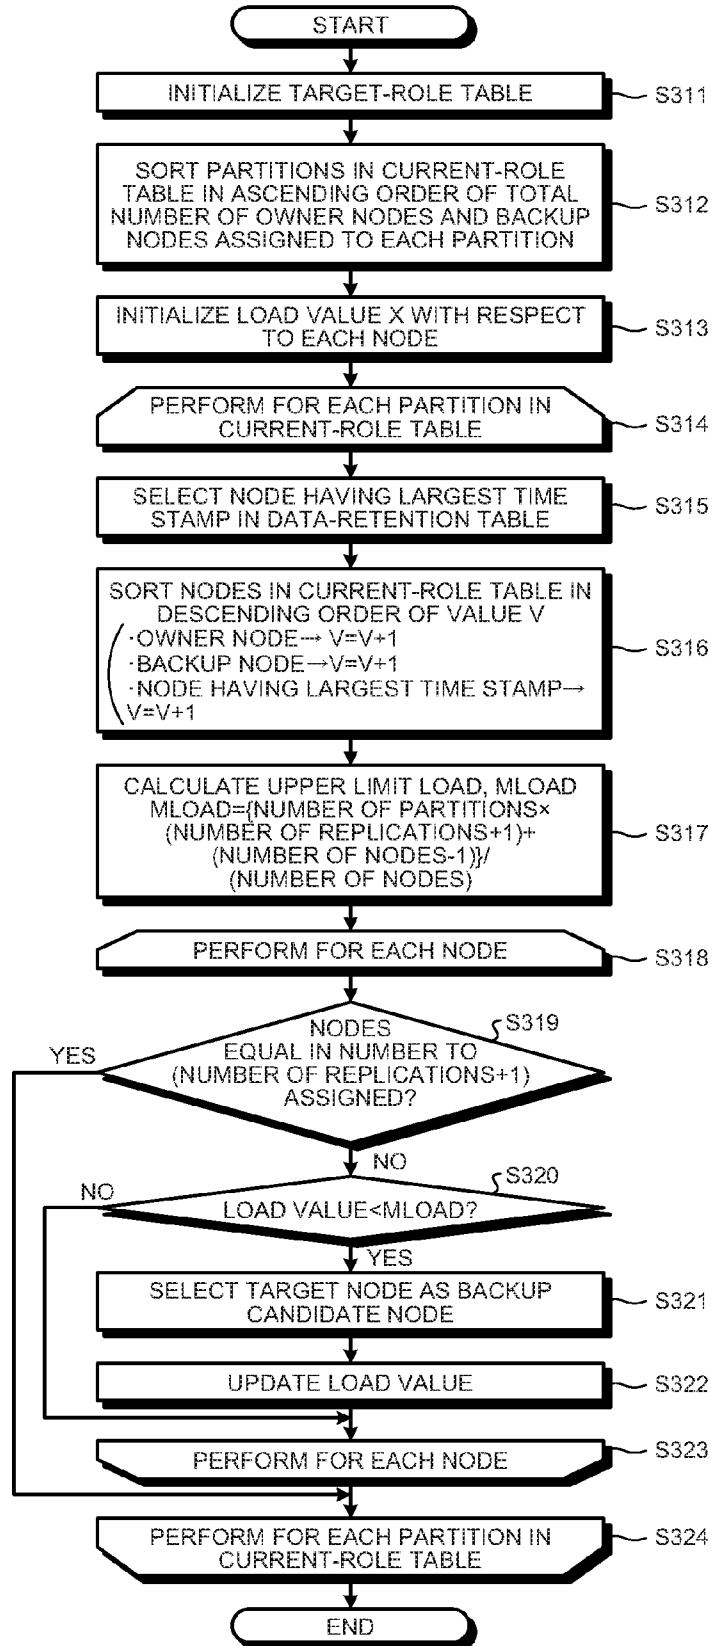 START
INITIALIZE TARGET-ROLE TABLE
S311
SORT PARTITIONS IN CURRENT-ROLE
TABLE IN ASCENDING ORDER OF TOTAL
NUMBER OF OWNER NODES AND BACKUP
NODES ASSIGNED TO EACH PARTITION
S312
INITIALIZE LOAD VALUE X WITH RESPECT
TO EACH NODE
S313
PERFORM FOR EACH PARTITION IN
CURRENT-ROLE TABLE
S314
SELECT NODE HAVING LARGEST TIME
STAMP IN DATA-RETENTION TABLE
S315
SORT NODES IN CURRENT-ROLE TABLE IN
DESCENDING ORDER OF VALUE V
·OWNER NODE→ V=V+1
·BACKUP NODE→V=V+1
·NODE HAVING LARGEST TIME STAMP→
V=V+1
S316
CALCULATE UPPER LIMIT LOAD, MLOAD
MLOAD={NUMBER OF PARTITIONS×
(NUMBER OF REPLICATIONS+1)+
(NUMBER OF NODES-1)}/
(NUMBER OF NODES)
S317
PERFORM FOR EACH NODE
S318
NODES
EQUAL IN NUMBER TO
(NUMBER OF REPLICATIONS+1)
ASSIGNED?
S319
YES
NO
LOAD VALUE<MLOAD?
S320
NO
YES
SELECT TARGET NODE AS BACKUP
CANDIDATE NODE
S321
UPDATE LOAD VALUE
S322
PERFORM FOR EACH NODE
S323
PERFORM FOR EACH PARTITION IN
CURRENT-ROLE TABLE
S324
END